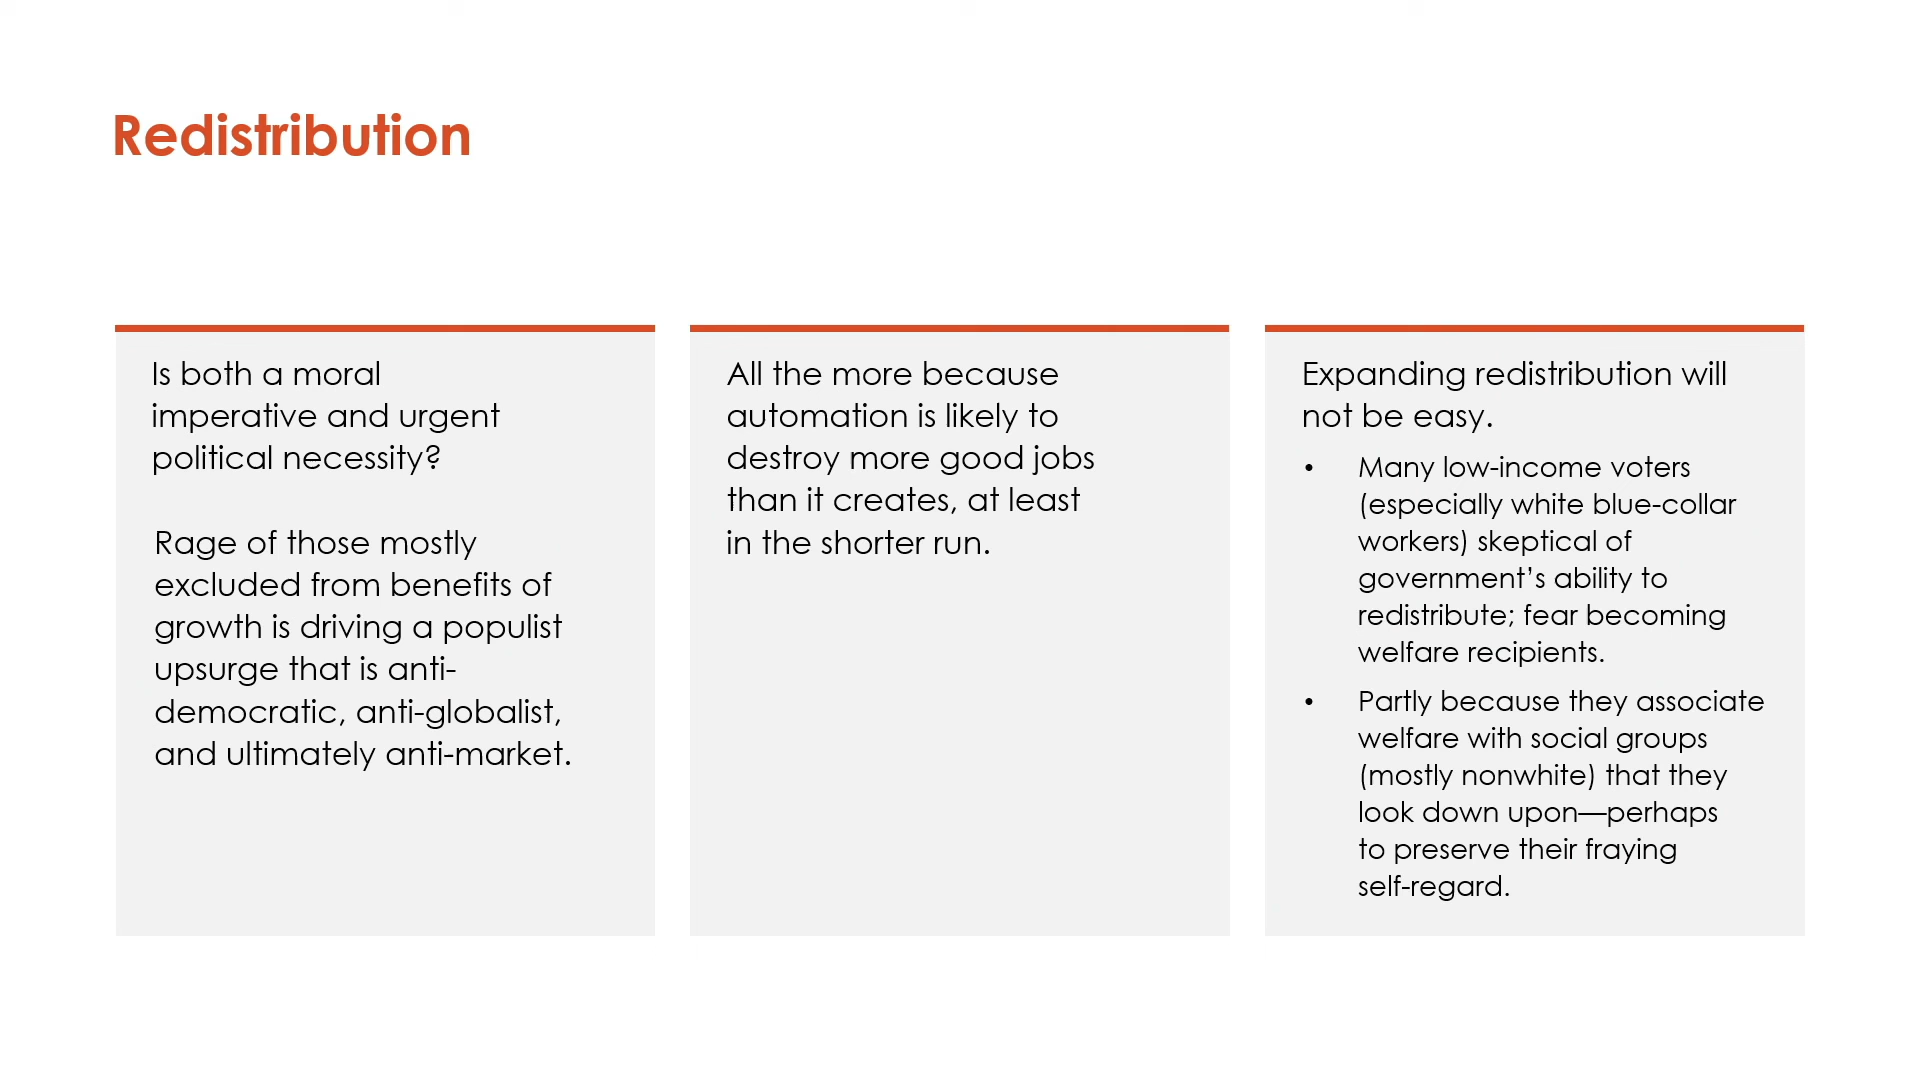 Redistribution
Is both a moral
imperative and urgent
political necessity?
Rage of those mostly
excluded from benefits of
growth is driving a populist
upsurge that is anti-
democratic, anti-globalist,
and ultimately anti-market.
All the more because
automation is likely to
destroy more good jobs
than it creates, at least
in the shorter run.
Expanding redistribution will
not be easy.
• Many low-income voters
(especially white blue-collar
workers) skeptical of
government’s ability to
redistribute; fear becoming
welfare recipients.
• Partly because they associate
welfare with social groups
(mostly nonwhite) that they
look down upon—perhaps
to preserve their fraying
self-regard.